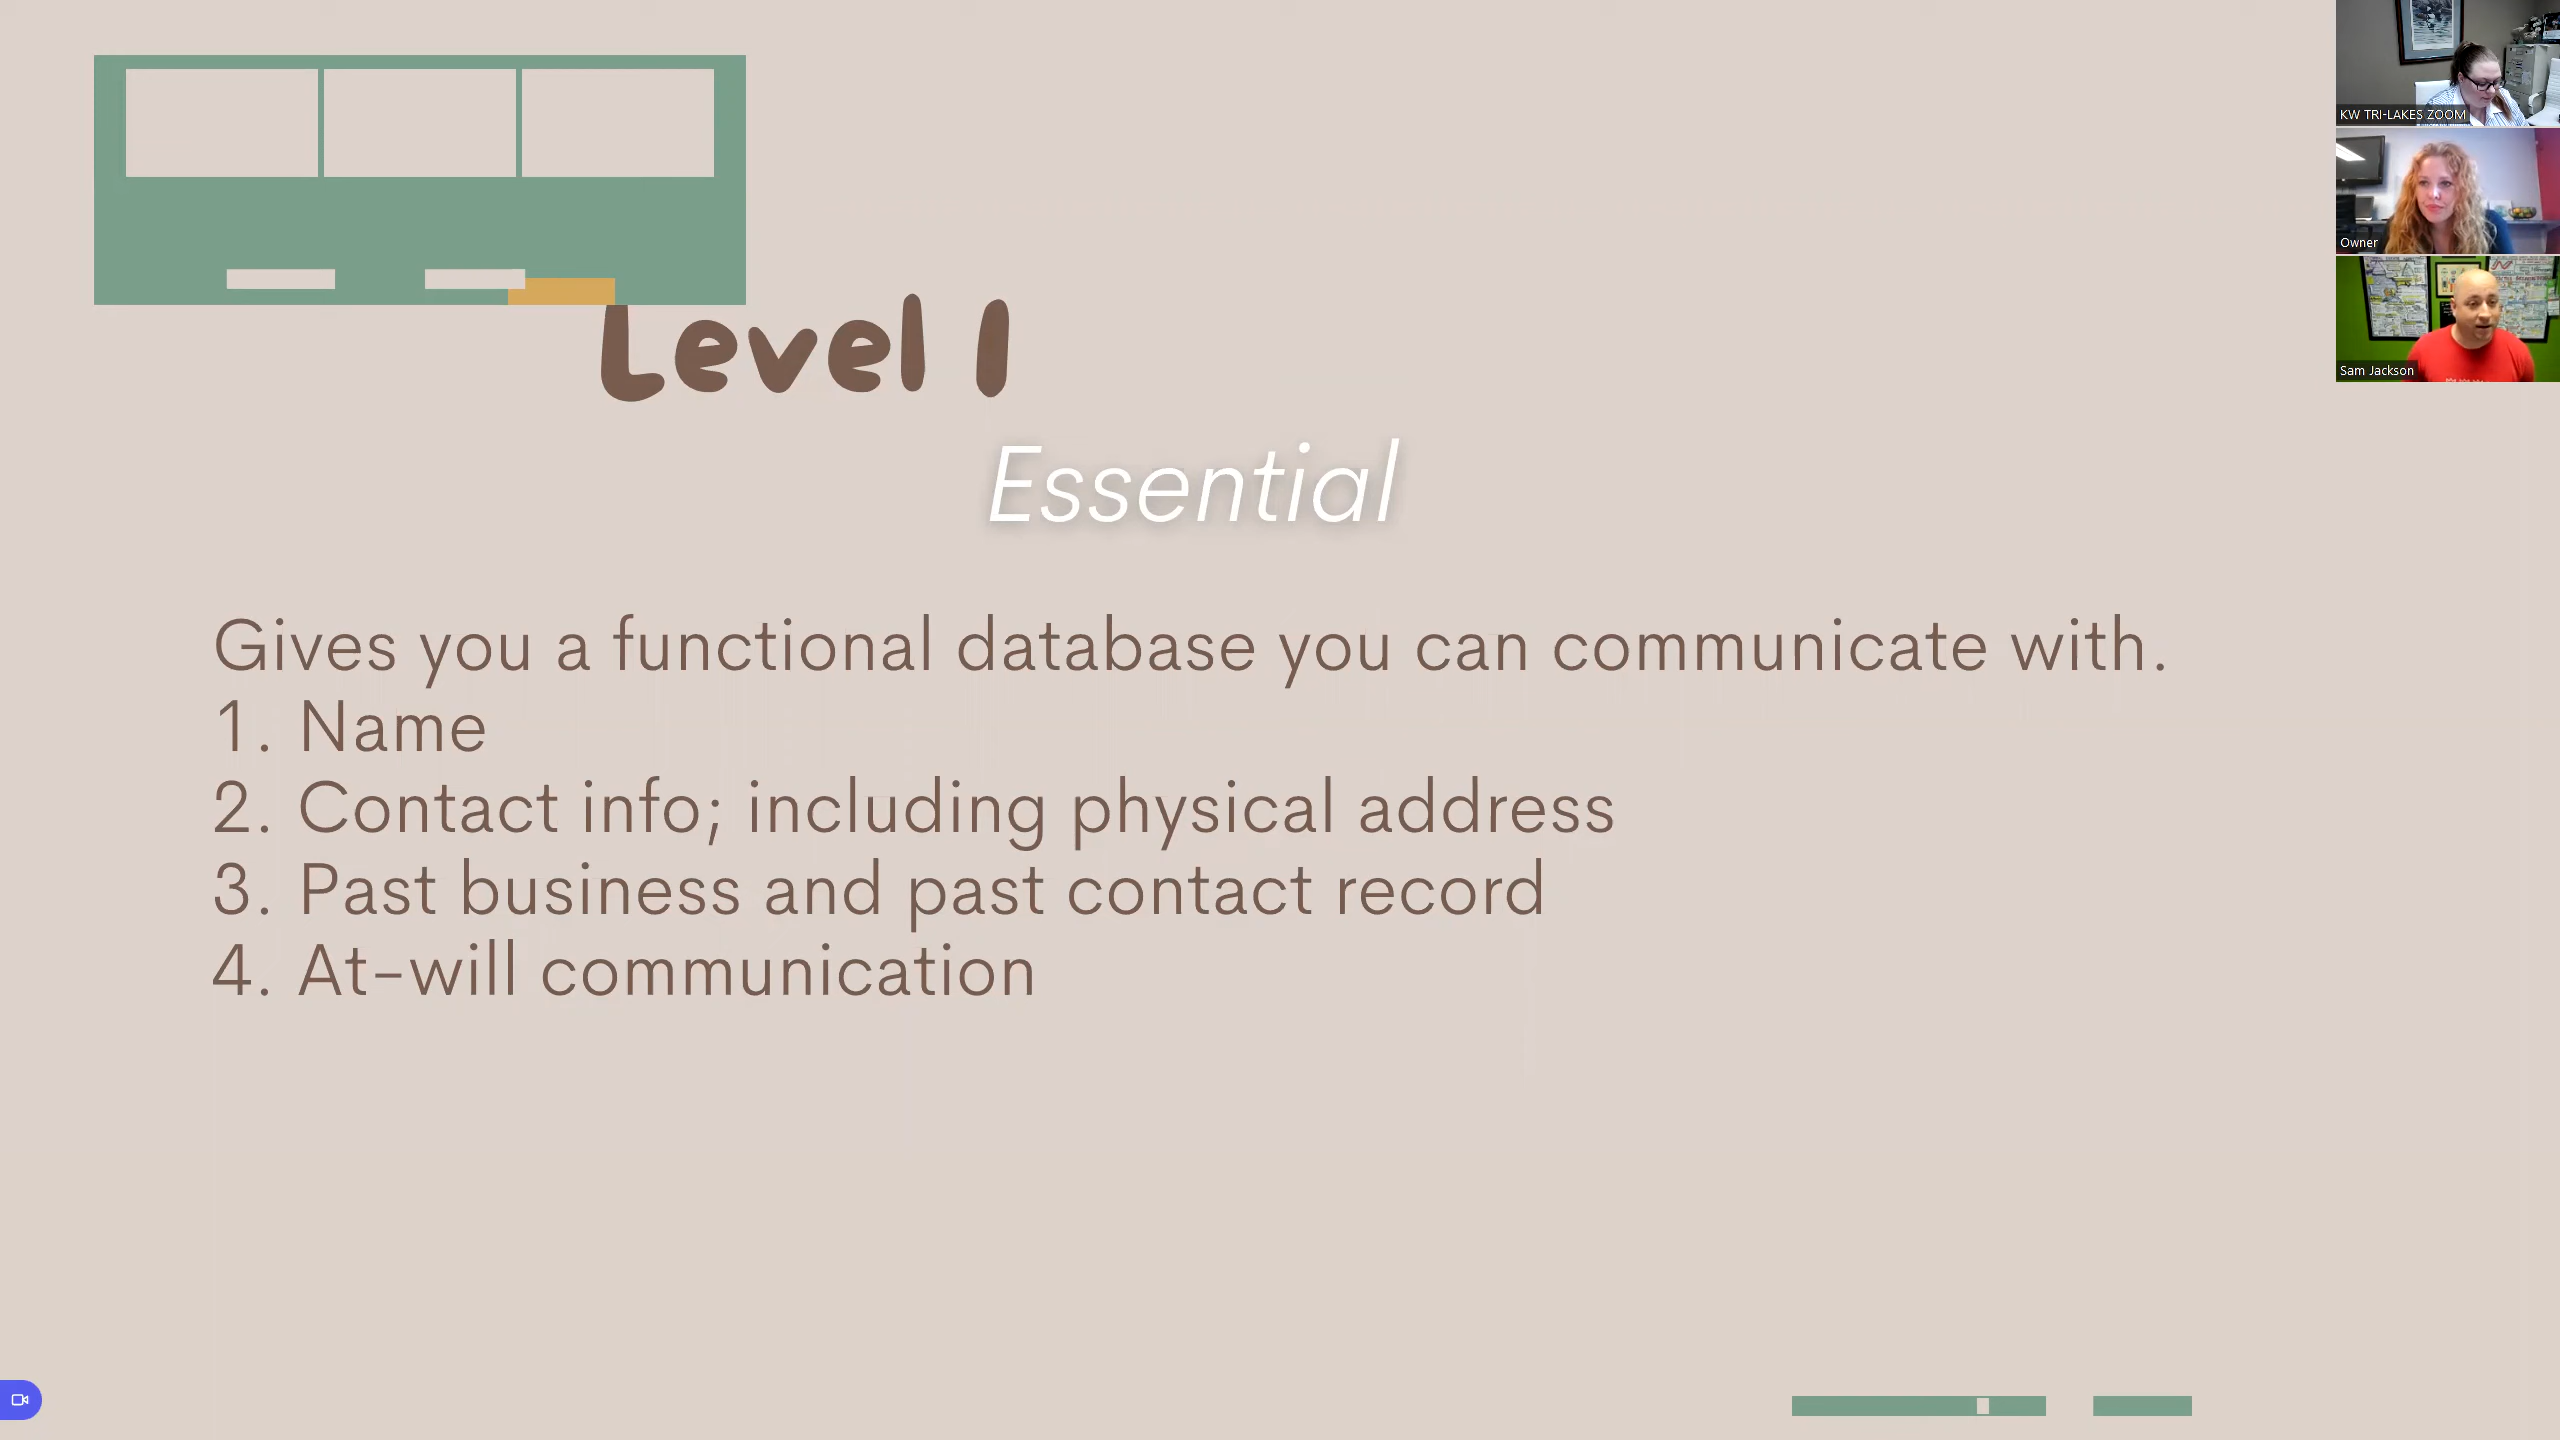 Level 1
Essential
Gives you a functional database you can communicate with.
1. Name
2. Contact info; including physical address
3. Past business and past contact record
4. At-will communication
KW TRI-LAKES ZOOM
Owner
Sam Jackson